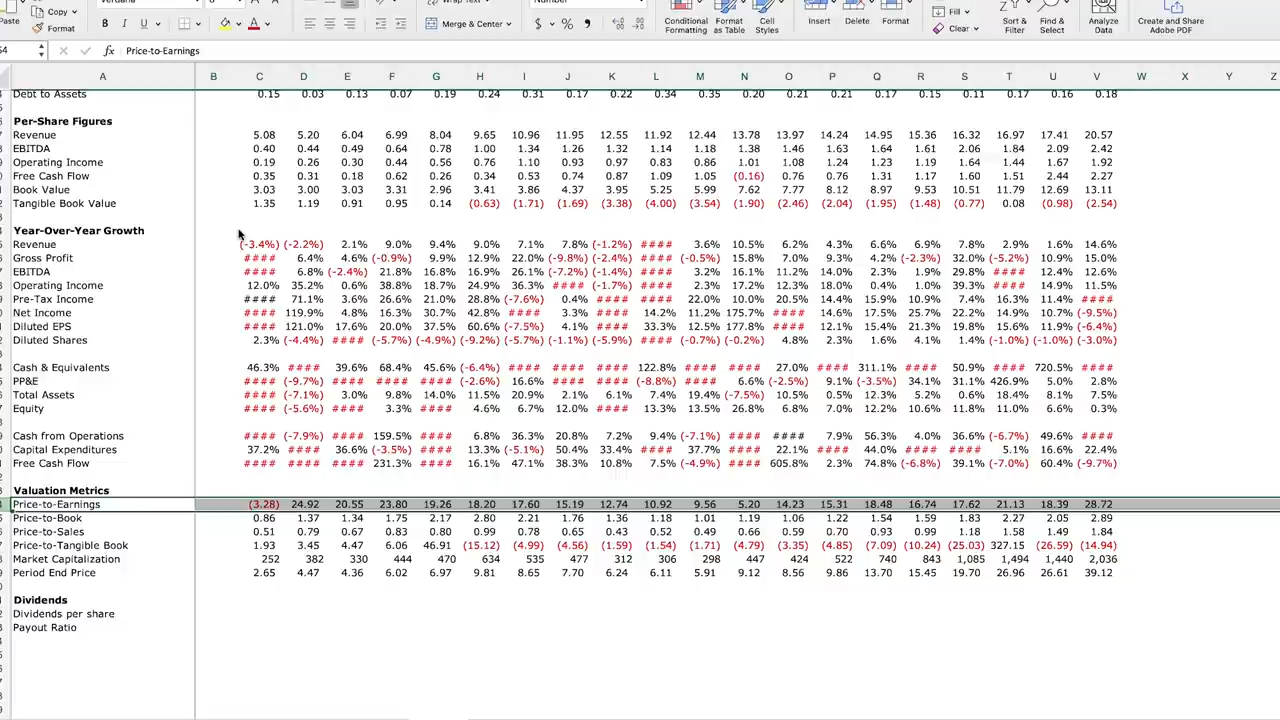 Paste Copy Format Verdana B I U Wrap Text Merge & Center Number $ % Conditional Formatting Format as Table Cell Styles Insert Delete Format Fill Clear Sort & Filter Find & Select Analyze Data Create and Share Adobe PDF
fx Price-to-Earnings
A B C D E F G H I J K L M N O P Q R S T U V W X Y Z
Debt to Assets 0.15 0.03 0.13 0.07 0.19 0.24 0.31 0.17 0.22 0.34 0.35 0.20 0.21 0.21 0.17 0.15 0.11 0.17 0.16 0.18
Per-Share Figures
Revenue 5.08 5.20 6.04 6.99 8.04 9.65 10.96 11.95 12.55 11.92 12.44 13.78 13.97 14.24 14.95 15.36 16.32 16.97 17.41 20.57
EBITDA 0.40 0.44 0.49 0.64 0.78 1.00 1.34 1.26 1.32 1.14 1.18 1.38 1.46 1.63 1.64 1.61 2.06 1.84 2.09 2.42
Operating Income 0.19 0.26 0.30 0.44 0.56 0.76 1.10 0.93 0.97 0.83 0.86 1.01 1.08 1.24 1.23 1.19 1.64 1.44 1.67 1.92
Free Cash Flow 0.35 0.31 0.18 0.62 0.26 0.34 0.53 0.74 0.87 1.09 1.05 (0.16) 0.76 0.76 1.31 1.17 1.60 1.51 2.44 2.27
Book Value 3.03 3.00 3.03 3.31 2.96 3.41 3.86 4.37 3.95 5.25 5.99 7.62 7.77 8.12 8.97 9.53 10.51 11.79 12.69 13.11
Tangible Book Value 1.35 1.19 0.91 0.95 0.14 (0.63) (1.71) (1.69) (3.38) (4.00) (3.54) (1.90) (2.46) (2.04) (1.95) (1.48) (0.77) 0.08 (0.98) (2.54)
Year-Over-Year Growth
Revenue (-3.4%) (-2.2%) 2.1% 9.0% 9.4% 9.0% 7.1% 7.8% (-1.2%) #### 3.6% 10.5% 6.2% 4.3% 6.6% 6.9% 7.8% 2.9% 1.6% 14.6%
Gross Profit #### 6.4% 4.6% (-0.9%) 9.9% 12.9% 22.0% (-9.8%) (-2.4%) #### (-0.5%) 15.8% 7.0% 9.3% 4.2% (-2.3%) 32.0% (-5.2%) 10.9% 15.0%
EBITDA #### 6.8% (-2.4%) 21.8% 16.8% 16.9% 26.1% (-7.2%) (-1.4%) #### 3.2% 16.1% 11.2% 14.0% 2.3% 1.9% 29.8% #### 12.4% 12.6%
Operating Income 12.0% 35.2% 0.6% 38.8% 18.7% 24.9% 36.3% #### (-1.7%) #### 2.3% 17.2% 12.3% 18.0% 0.4% 1.0% 39.3% #### 14.9% 11.5%
Pre-Tax Income #### 71.1% 3.6% 26.6% 21.0% 28.8% (-7.6%) 0.4% #### #### 22.0% 10.0% 20.5% 14.4% 15.9% 10.9% 7.4% 16.3% 11.4% ####
Net Income #### 119.9% 4.8% 16.3% 30.7% 42.8% #### 3.3% #### 14.2% 11.2% 175.7% #### 14.6% 17.5% 25.7% 22.2% 14.9% 10.7% (-9.5%)
Diluted EPS #### 121.0% 17.6% 20.0% 37.5% 60.6% (-7.5%) 4.1% #### 33.3% 12.5% 177.8% #### 12.1% 15.4% 21.3% 19.8% 15.6% 11.9% (-6.4%)
Diluted Shares 2.3% (-4.4%) #### (-5.7%) (-4.9%) (-9.2%) (-5.7%) (-1.1%) (-5.9%) #### (-0.7%) (-0.2%) 4.8% 2.3% 1.6% 4.1% 1.4% (-1.0%) (-1.0%) (-3.0%)
Cash & Equivalents 46.3% #### 39.6% 68.4% 45.6% (-6.4%) #### #### #### 122.8% #### #### 27.0% #### 311.1% #### 50.9% #### 720.5% ####
PP&E #### (-9.7%) #### #### #### (-2.6%) 16.6% #### #### (-8.8%) #### 6.6% (-2.5%) 9.1% (-3.5%) 34.1% 31.1% 426.9% 5.0% 2.8%
Total Assets #### (-7.1%) 3.0% 9.8% 14.0% 11.5% 20.9% 2.1% 6.1% 7.4% 19.4% (-7.5%) 10.5% 0.5% 12.3% 5.2% 0.6% 18.4% 8.1% 7.5%
Equity #### (-5.6%) #### 3.3% #### 4.6% 6.7% 12.0% #### 13.3% 13.5% 26.8% 6.8% 7.0% 12.2% 10.6% 11.8% 11.0% 6.6% 0.3%
Cash from Operations #### (-7.9%) #### 159.5% #### 6.8% 36.3% 20.8% 7.2% 9.4% (-7.1%) #### #### 7.9% 56.3% 4.0% 36.6% (-6.7%) 49.6% ####
Capital Expenditures 37.2% #### 36.6% (-3.5%) #### 13.3% (-5.1%) 50.4% 33.4% #### 37.7% #### 22.1% #### 44.0% #### #### 5.1% 16.6% 22.4%
Free Cash Flow #### #### #### 231.3% #### 16.1% 47.1% 38.3% 10.8% 7.5% (-4.9%) #### 605.8% 2.3% 74.8% (-6.8%) 39.1% (-7.0%) 60.4% (-9.7%)
Valuation Metrics
Price-to-Earnings (3.28) 24.92 20.55 23.80 19.26 18.20 17.60 15.19 12.74 10.92 9.56 5.20 14.23 15.31 18.48 16.74 17.62 21.13 18.39 28.72
Price-to-Book 0.86 1.37 1.34 1.75 2.17 2.80 2.21 1.76 1.36 1.18 1.01 1.19 1.06 1.22 1.54 1.59 1.83 2.27 2.05 2.89
Price-to-Sales 0.51 0.79 0.67 0.83 0.80 0.99 0.78 0.65 0.43 0.52 0.49 0.66 0.59 0.70 0.93 0.99 1.18 1.58 1.49 1.84
Price-to-Tangible Book 1.93 3.45 4.47 6.06 46.91 (15.12) (4.99) (4.56) (1.59) (1.54) (1.71) (4.79) (3.35) (4.85) (7.09) (10.24) (25.03) 327.15 (26.59) (14.94)
Market Capitalization 252 382 330 444 470 634 535 477 312 306 298 447 424 522 740 843 1,085 1,494 1,440 2,036
Period End Price 2.65 4.47 4.36 6.02 6.97 9.81 8.65 7.70 6.24 6.11 5.91 9.12 8.56 9.86 13.70 15.45 19.70 26.96 26.61 39.12
Dividends
Dividends per share
Payout Ratio